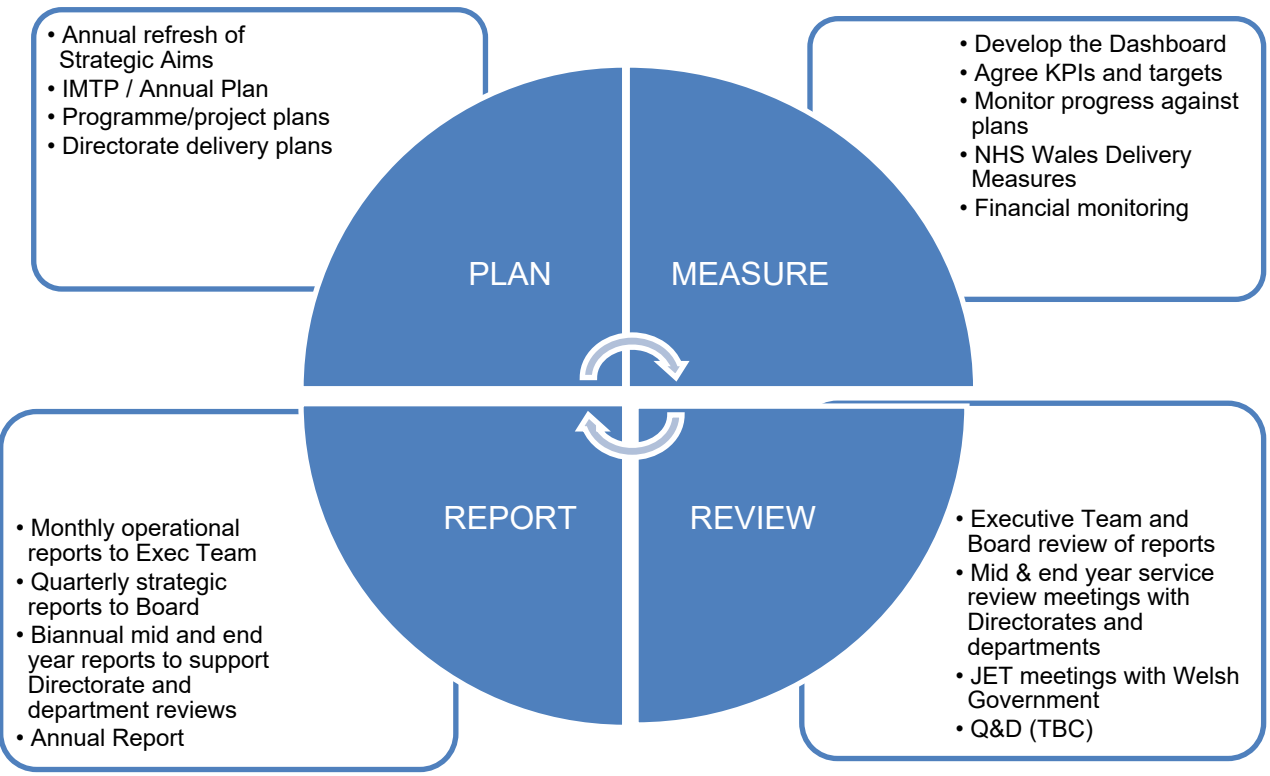 • Annual refresh of
Strategic Aims
• IMTP / Annual Plan
• Programme/project plans
• Directorate delivery plans
• Develop the Dashboard
• Agree KPIs and targets
• Monitor progress against
plans
• NHS Wales Delivery
Measures
• Financial monitoring
PLAN
MEASURE
REPORT
REVIEW
• Monthly operational
reports to Exec Team
• Quarterly strategic
reports to Board
• Biannual mid and end
year reports to support
Directorate and
department reviews
• Annual Report
• Executive Team and
Board review of reports
• Mid & end year service
review meetings with
Directorates and
departments
• JET meetings with Welsh
Government
• Q&D (TBC)